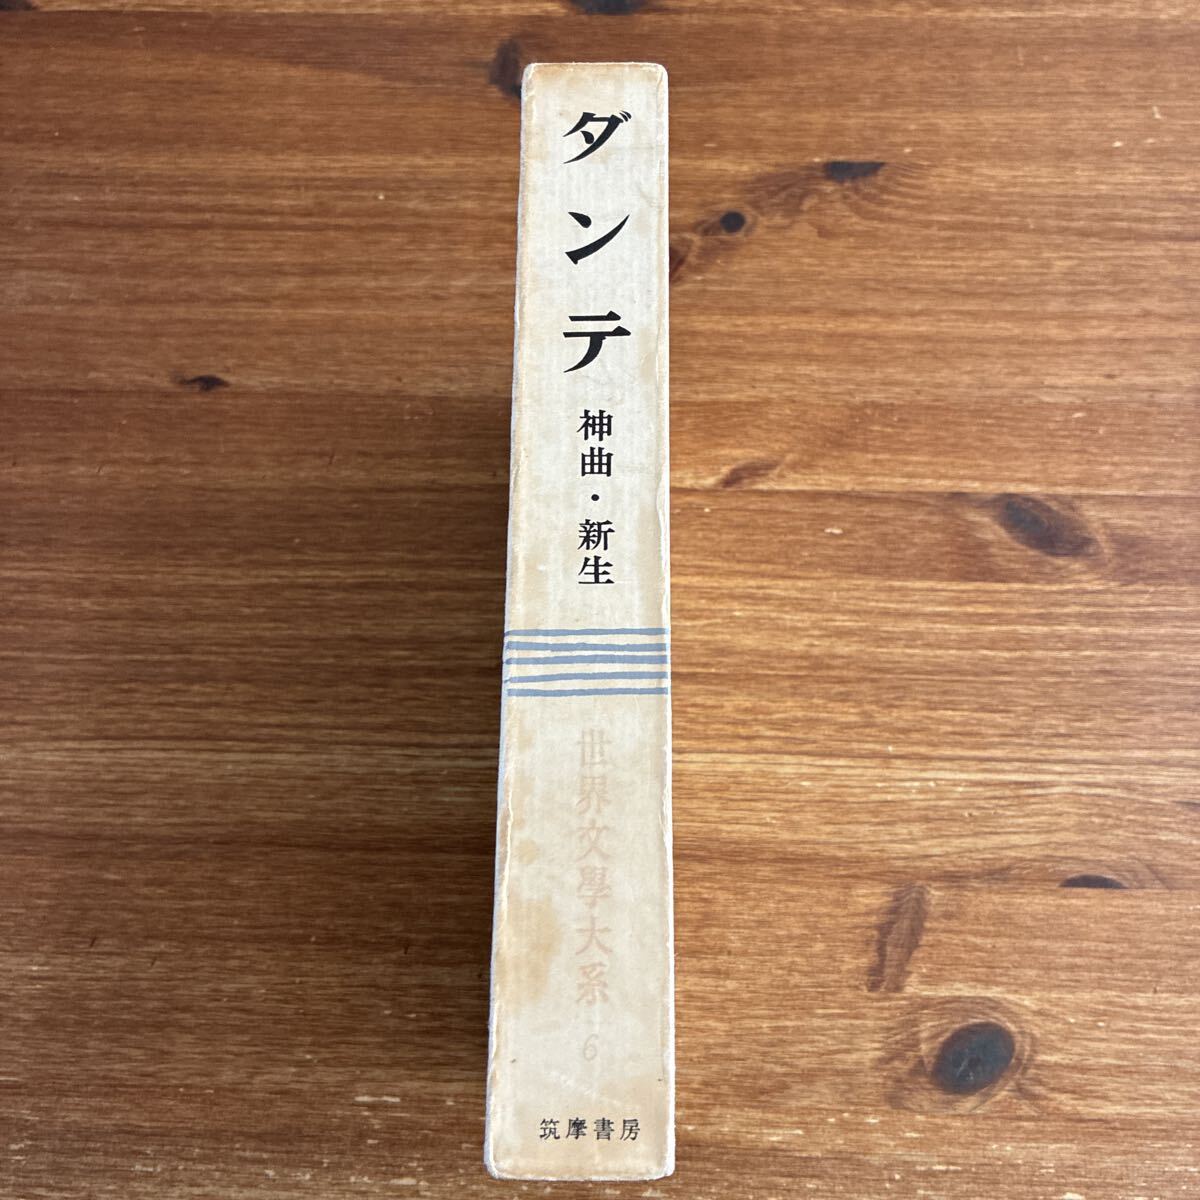 ダンテ
神曲・新生
世界文學大系 6
筑摩書房